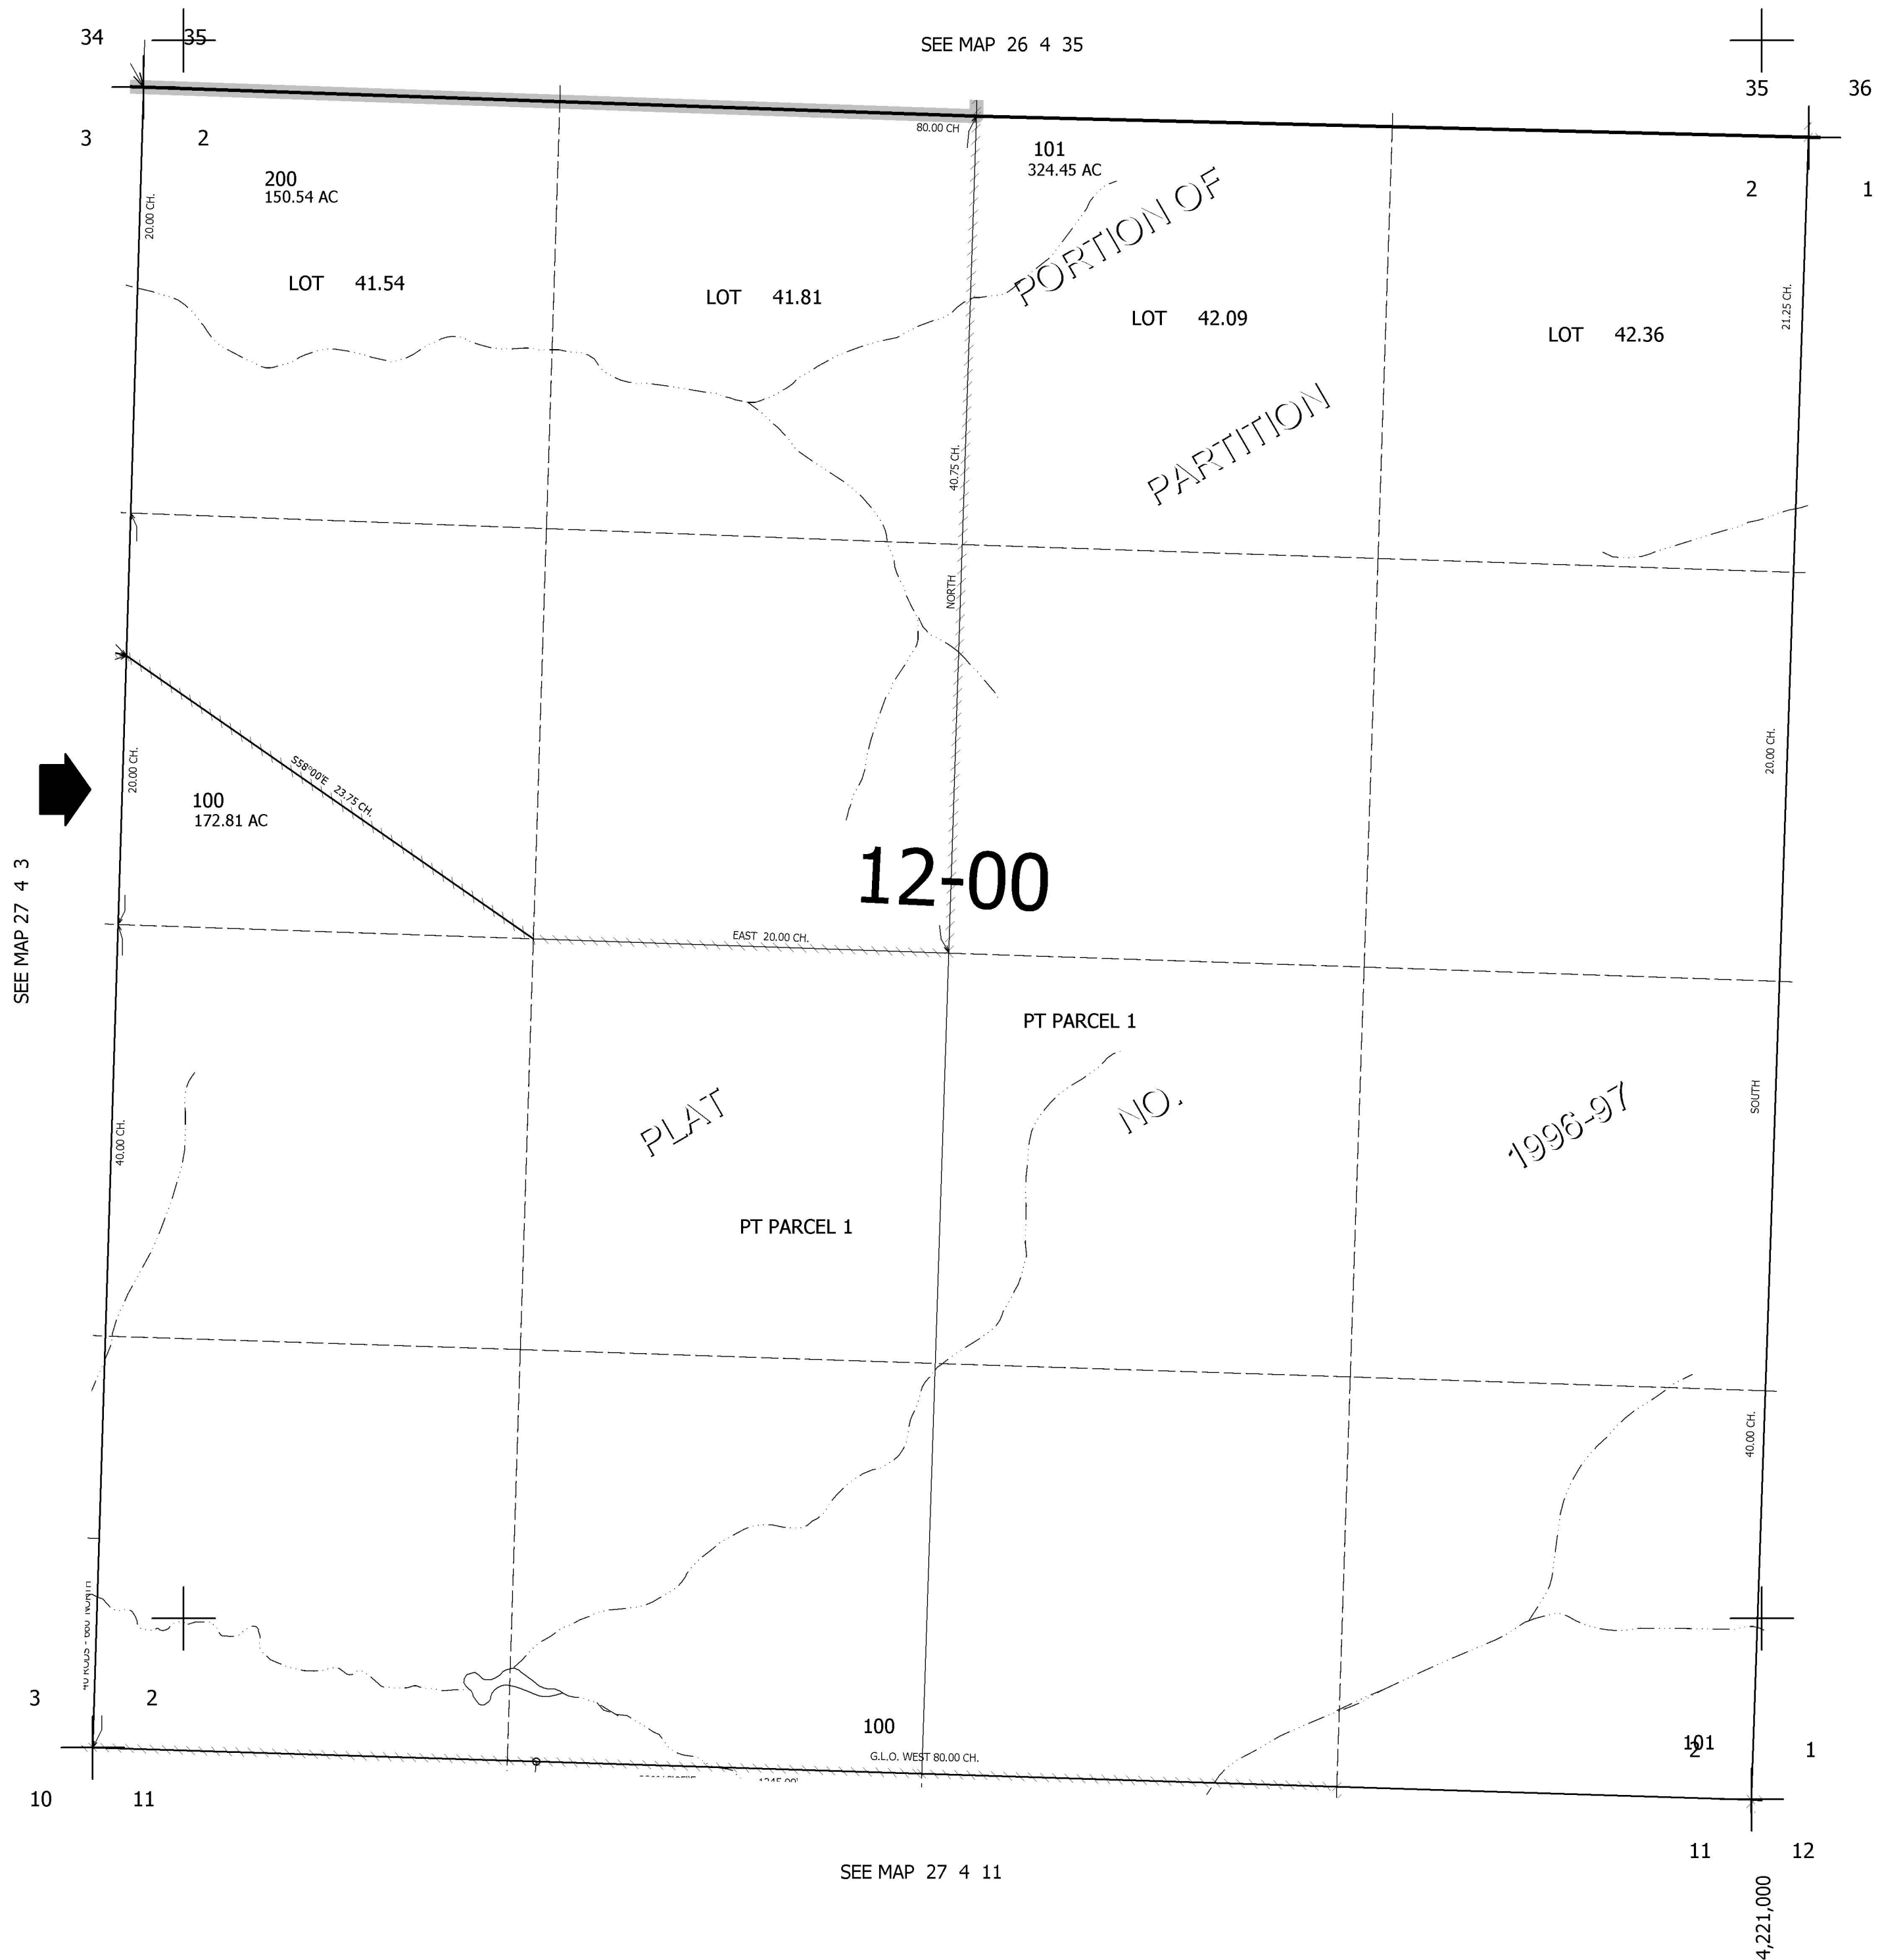 34
35
SEE MAP 26 4 35
35
36
3
2
80.00 CH
2
1
101
324.45 AC
200
150.54 AC
20.00 CH.
PORTION OF
LOT 41.54
LOT 41.81
LOT 42.09
LOT 42.36
21.25 CH.
PARTITION
40.75 CH.
NORTH
20.00 CH.
S58°00'E 23.75 CH.
20.00 CH.
100
172.81 AC
12-00
SEE MAP 27 4 3
EAST 20.00 CH.
PT PARCEL 1
PLAT
NO.
1996-97
SOUTH
40.00 CH.
PT PARCEL 1
40.00 CH.
3
2
100
G.L.O. WEST 80.00 CH.
101
2
1
10
11
11
12
SEE MAP 27 4 11
4,221,000